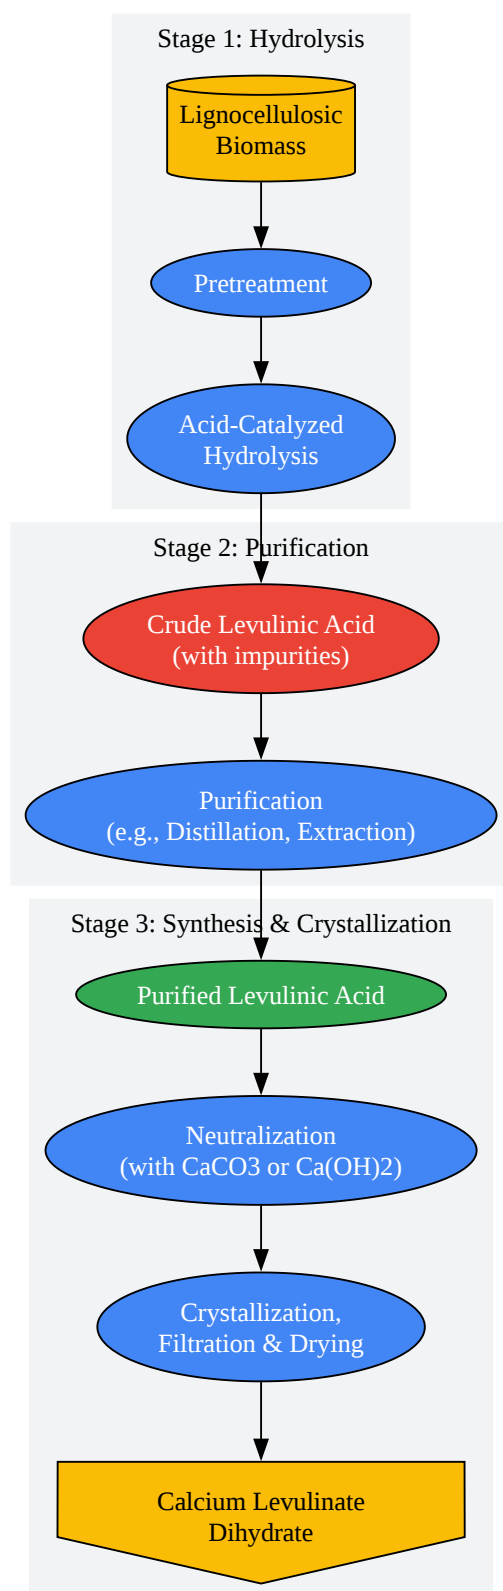 Stage 1: Hydrolysis
Lignocellulosic
Biomass
Pretreatment
Acid-Catalyzed
Hydrolysis
Stage 2: Purification
Crude Levulinic Acid
(with impurities)
Purification
(e.g., Distillation, Extraction)
Stage 3: Synthesis & Crystallization
Purified Levulinic Acid
Neutralization
(with CaCO3 or Ca(OH)2)
Crystallization,
Filtration & Drying
Calcium Levulinate
Dihydrate